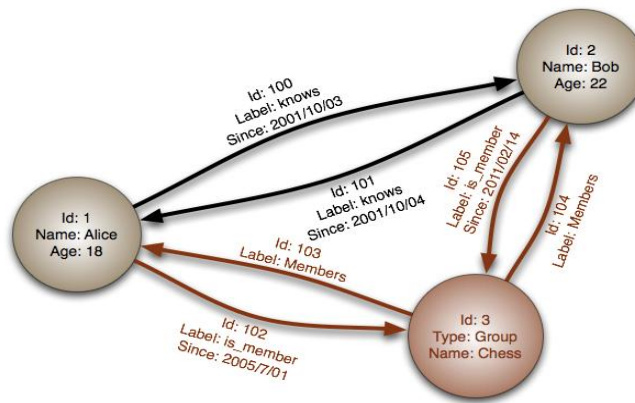 Id: 2
Name: Bob
Age: 22
Id: 100
Label: knows
Since: 2001/10/03
Id: 101
Label: knows
Since: 2001/10/04
Id: 105
Label: is_member
Since: 2011/02/14
Id: 104
Label: Members
Id: 1
Name: Alice
Age: 18
Id: 103
Label: Members
Id: 102
Label: is_member
Since: 2005/7/01
Id: 3
Type: Group
Name: Chess